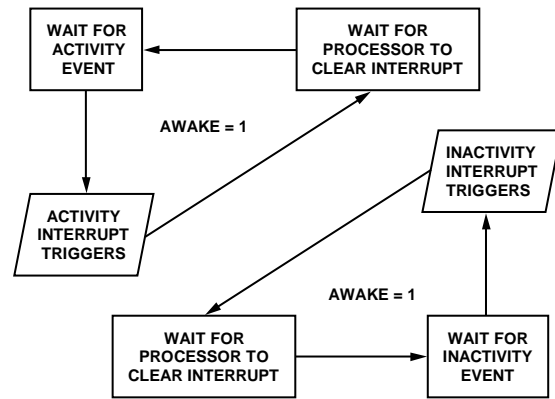 WAIT FOR
ACTIVITY
EVENT
WAIT FOR
PROCESSOR TO
CLEAR INTERRUPT
AWAKE = 1
ACTIVITY
INTERRUPT
TRIGGERS
INACTIVITY
INTERRUPT
TRIGGERS
AWAKE = 1
WAIT FOR
PROCESSOR TO
CLEAR INTERRUPT
WAIT FOR
INACTIVITY
EVENT